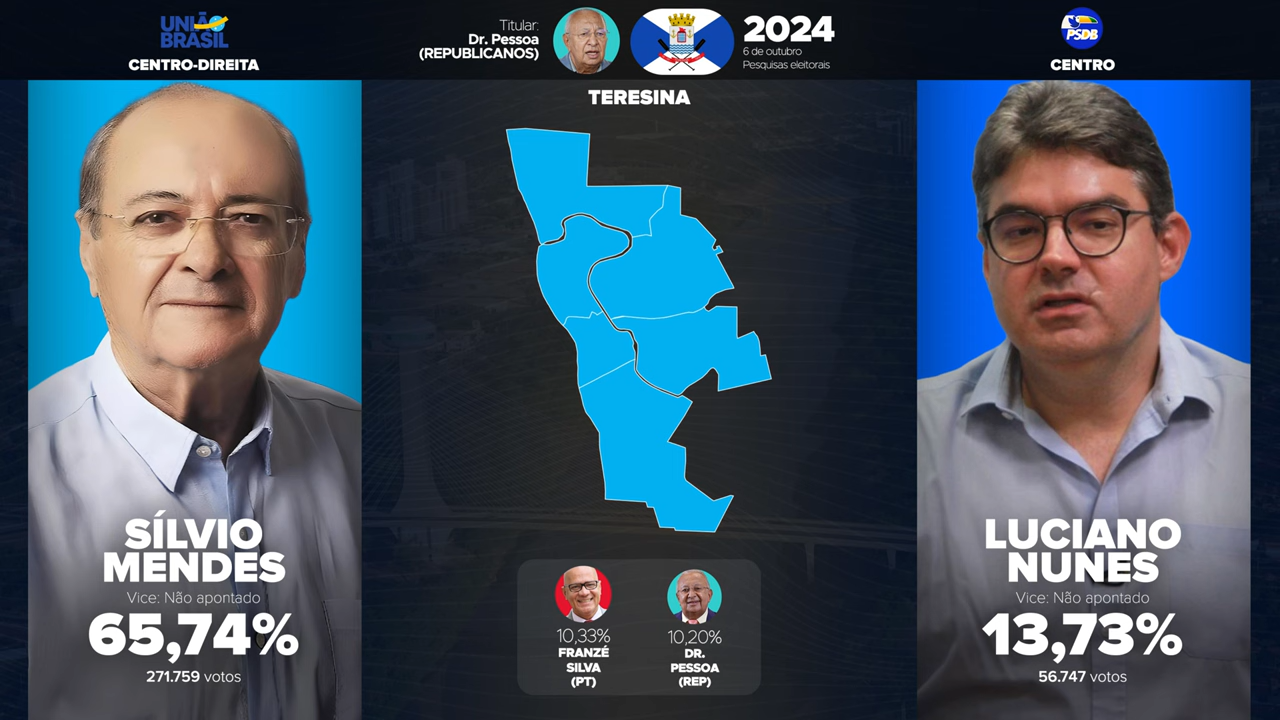 UNIÃO
BRASIL
CENTRO-DIREITA
Titular:
Dr. Pessoa
(REPUBLICANOS)
2024
6 de outubro
Pesquisas eleitorais
PSDB
CENTRO
TERESINA
SÍLVIO
MENDES
Vice: Não apontado
65,74%
271.759 votos
10,33%
FRANZÉ
SILVA
(PT)
10,20%
DR.
PESSOA
(REP)
LUCIANO
NUNES
Vice: Não apontado
13,73%
56.747 votos